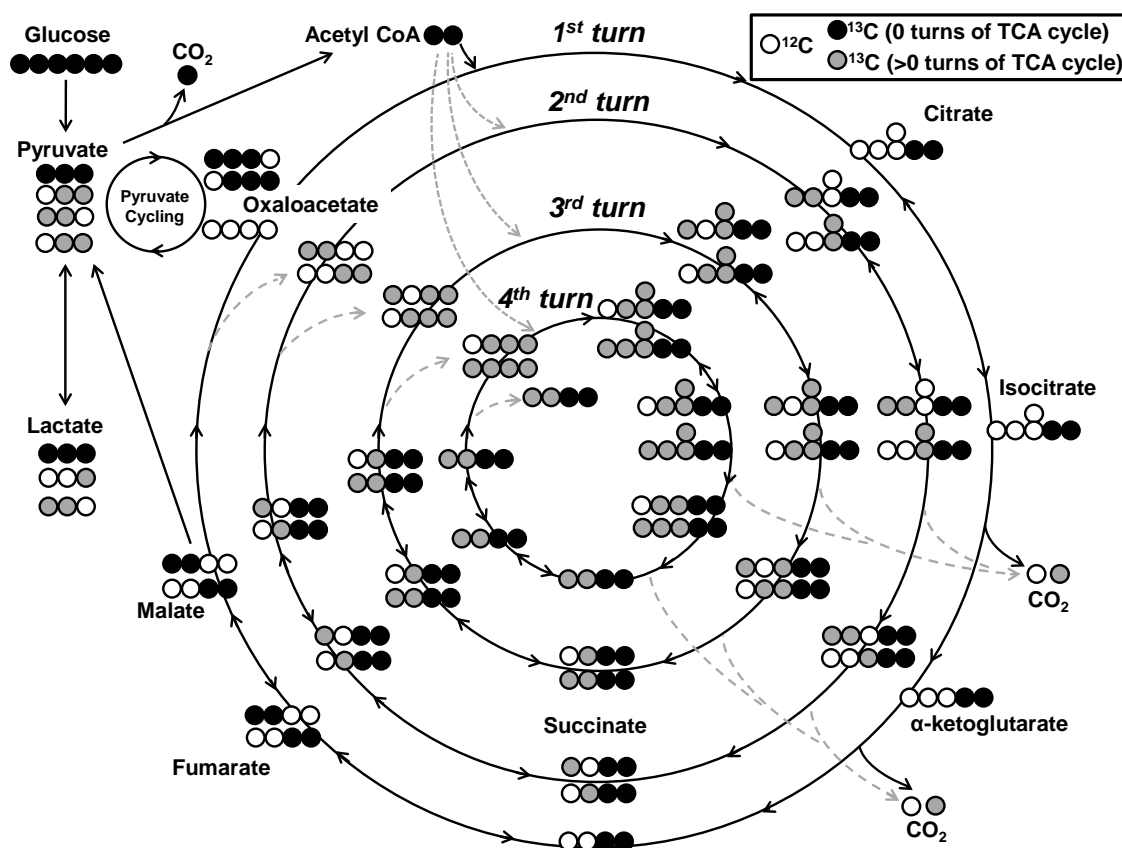 Glucose
CO2
Acetyl CoA
1st turn
12C
13C (0 turns of TCA cycle)
13C (>0 turns of TCA cycle)
2nd turn
Citrate
Pyruvate
Pyruvate
Cycling
Oxaloacetate
3rd turn
4th turn
Isocitrate
Lactate
CO2
Malate
α-ketoglutarate
Succinate
Fumarate
CO2